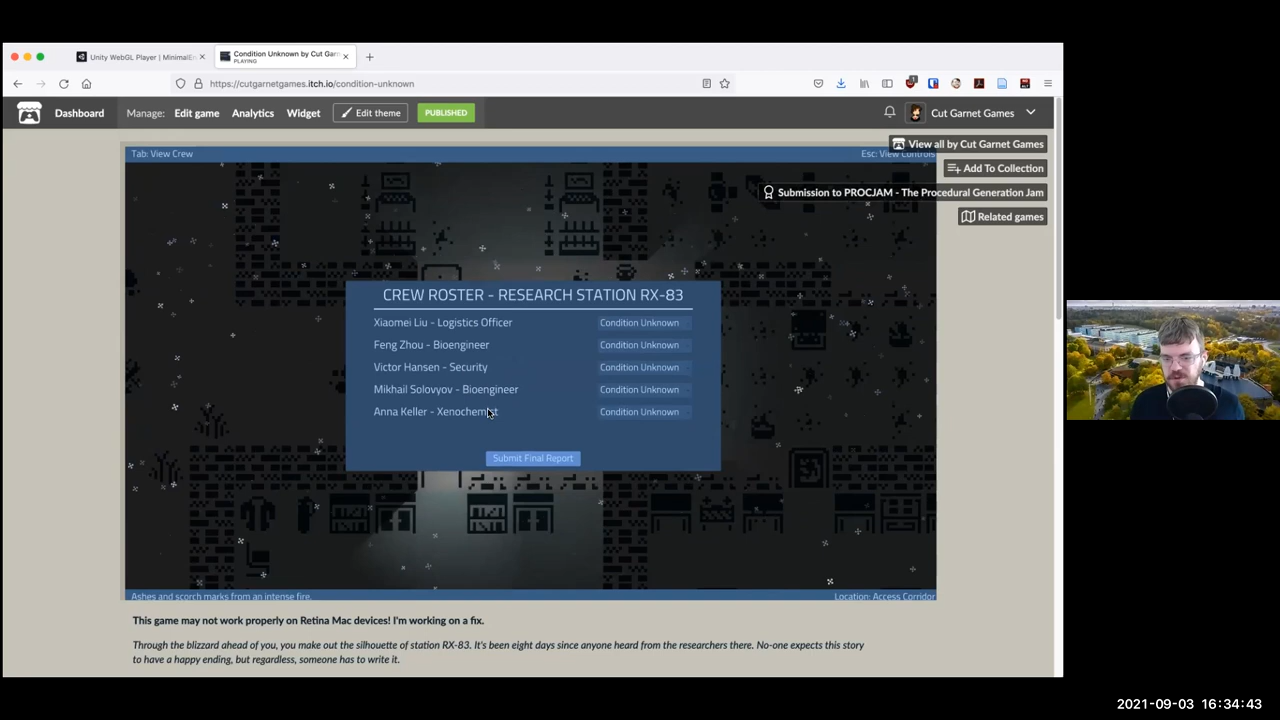 Unity WebGL Player | MinimalEn
Condition Unknown by Cut Gar
PLAYING
https://cutgarnetgames.itch.io/condition-unknown
Dashboard
Manage:
Edit game
Analytics
Widget
Edit theme
PUBLISHED
Cut Garnet Games
View all by Cut Garnet Games
Tab: View Crew
Esc: View Controls
Add To Collection
Submission to PROCJAM - The Procedural Generation Jam
Related games
CREW ROSTER - RESEARCH STATION RX-83
Xiaomei Liu - Logistics Officer
Condition Unknown
Feng Zhou - Bioengineer
Condition Unknown
Victor Hansen - Security
Condition Unknown
Mikhail Solovyov - Bioengineer
Condition Unknown
Anna Keller - Xenochemist
Condition Unknown
Submit Final Report
Ashes and scorch marks from an intense fire.
Location: Access Corridor
This game may not work properly on Retina Mac devices! I'm working on a fix.
Through the blizzard ahead of you, you make out the silhouette of station RX-83. It's been eight days since anyone heard from the researchers there. No-one expects this story
to have a happy ending, but regardless, someone has to write it.
2021-09-03 16:34:43